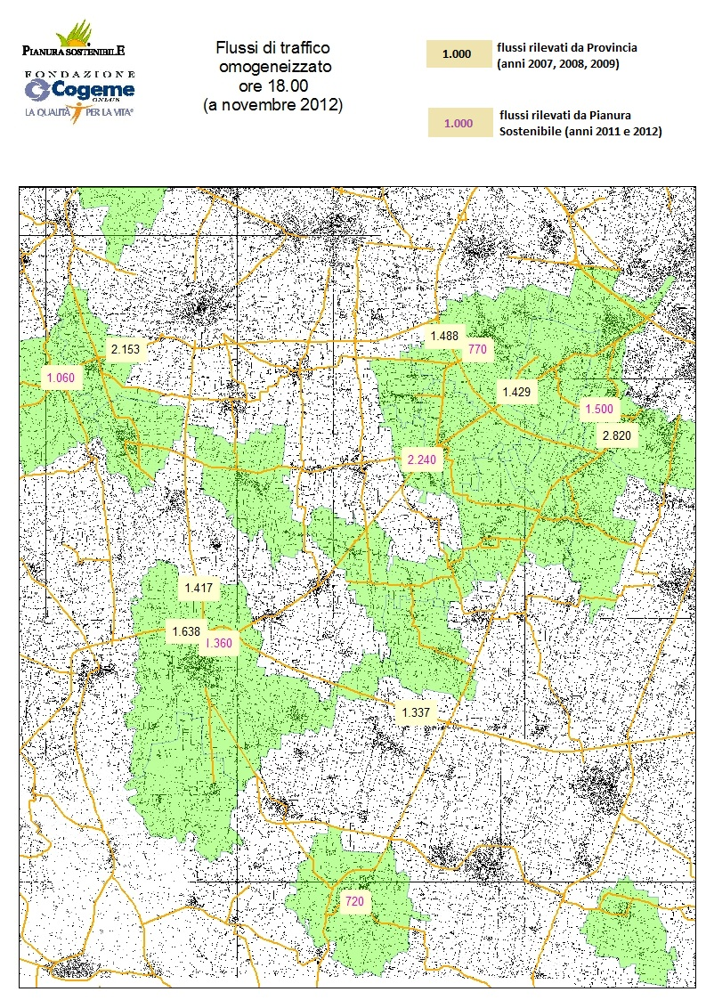 PIANURA SOSTENIBILE
FONDAZIONE
Cogeme
ONLUS
LA QUALITÀ PER LA VITA®
Flussi di traffico
omogeneizzato
ore 18.00
(a novembre 2012)
1.000
flussi rilevati da Provincia
(anni 2007, 2008, 2009)
1.000
flussi rilevati da Pianura
Sostenibile (anni 2011 e 2012)
1.488
2.153
770
1.060
1.429
1.500
2.820
2.240
1.417
1.638
1.360
1.337
720